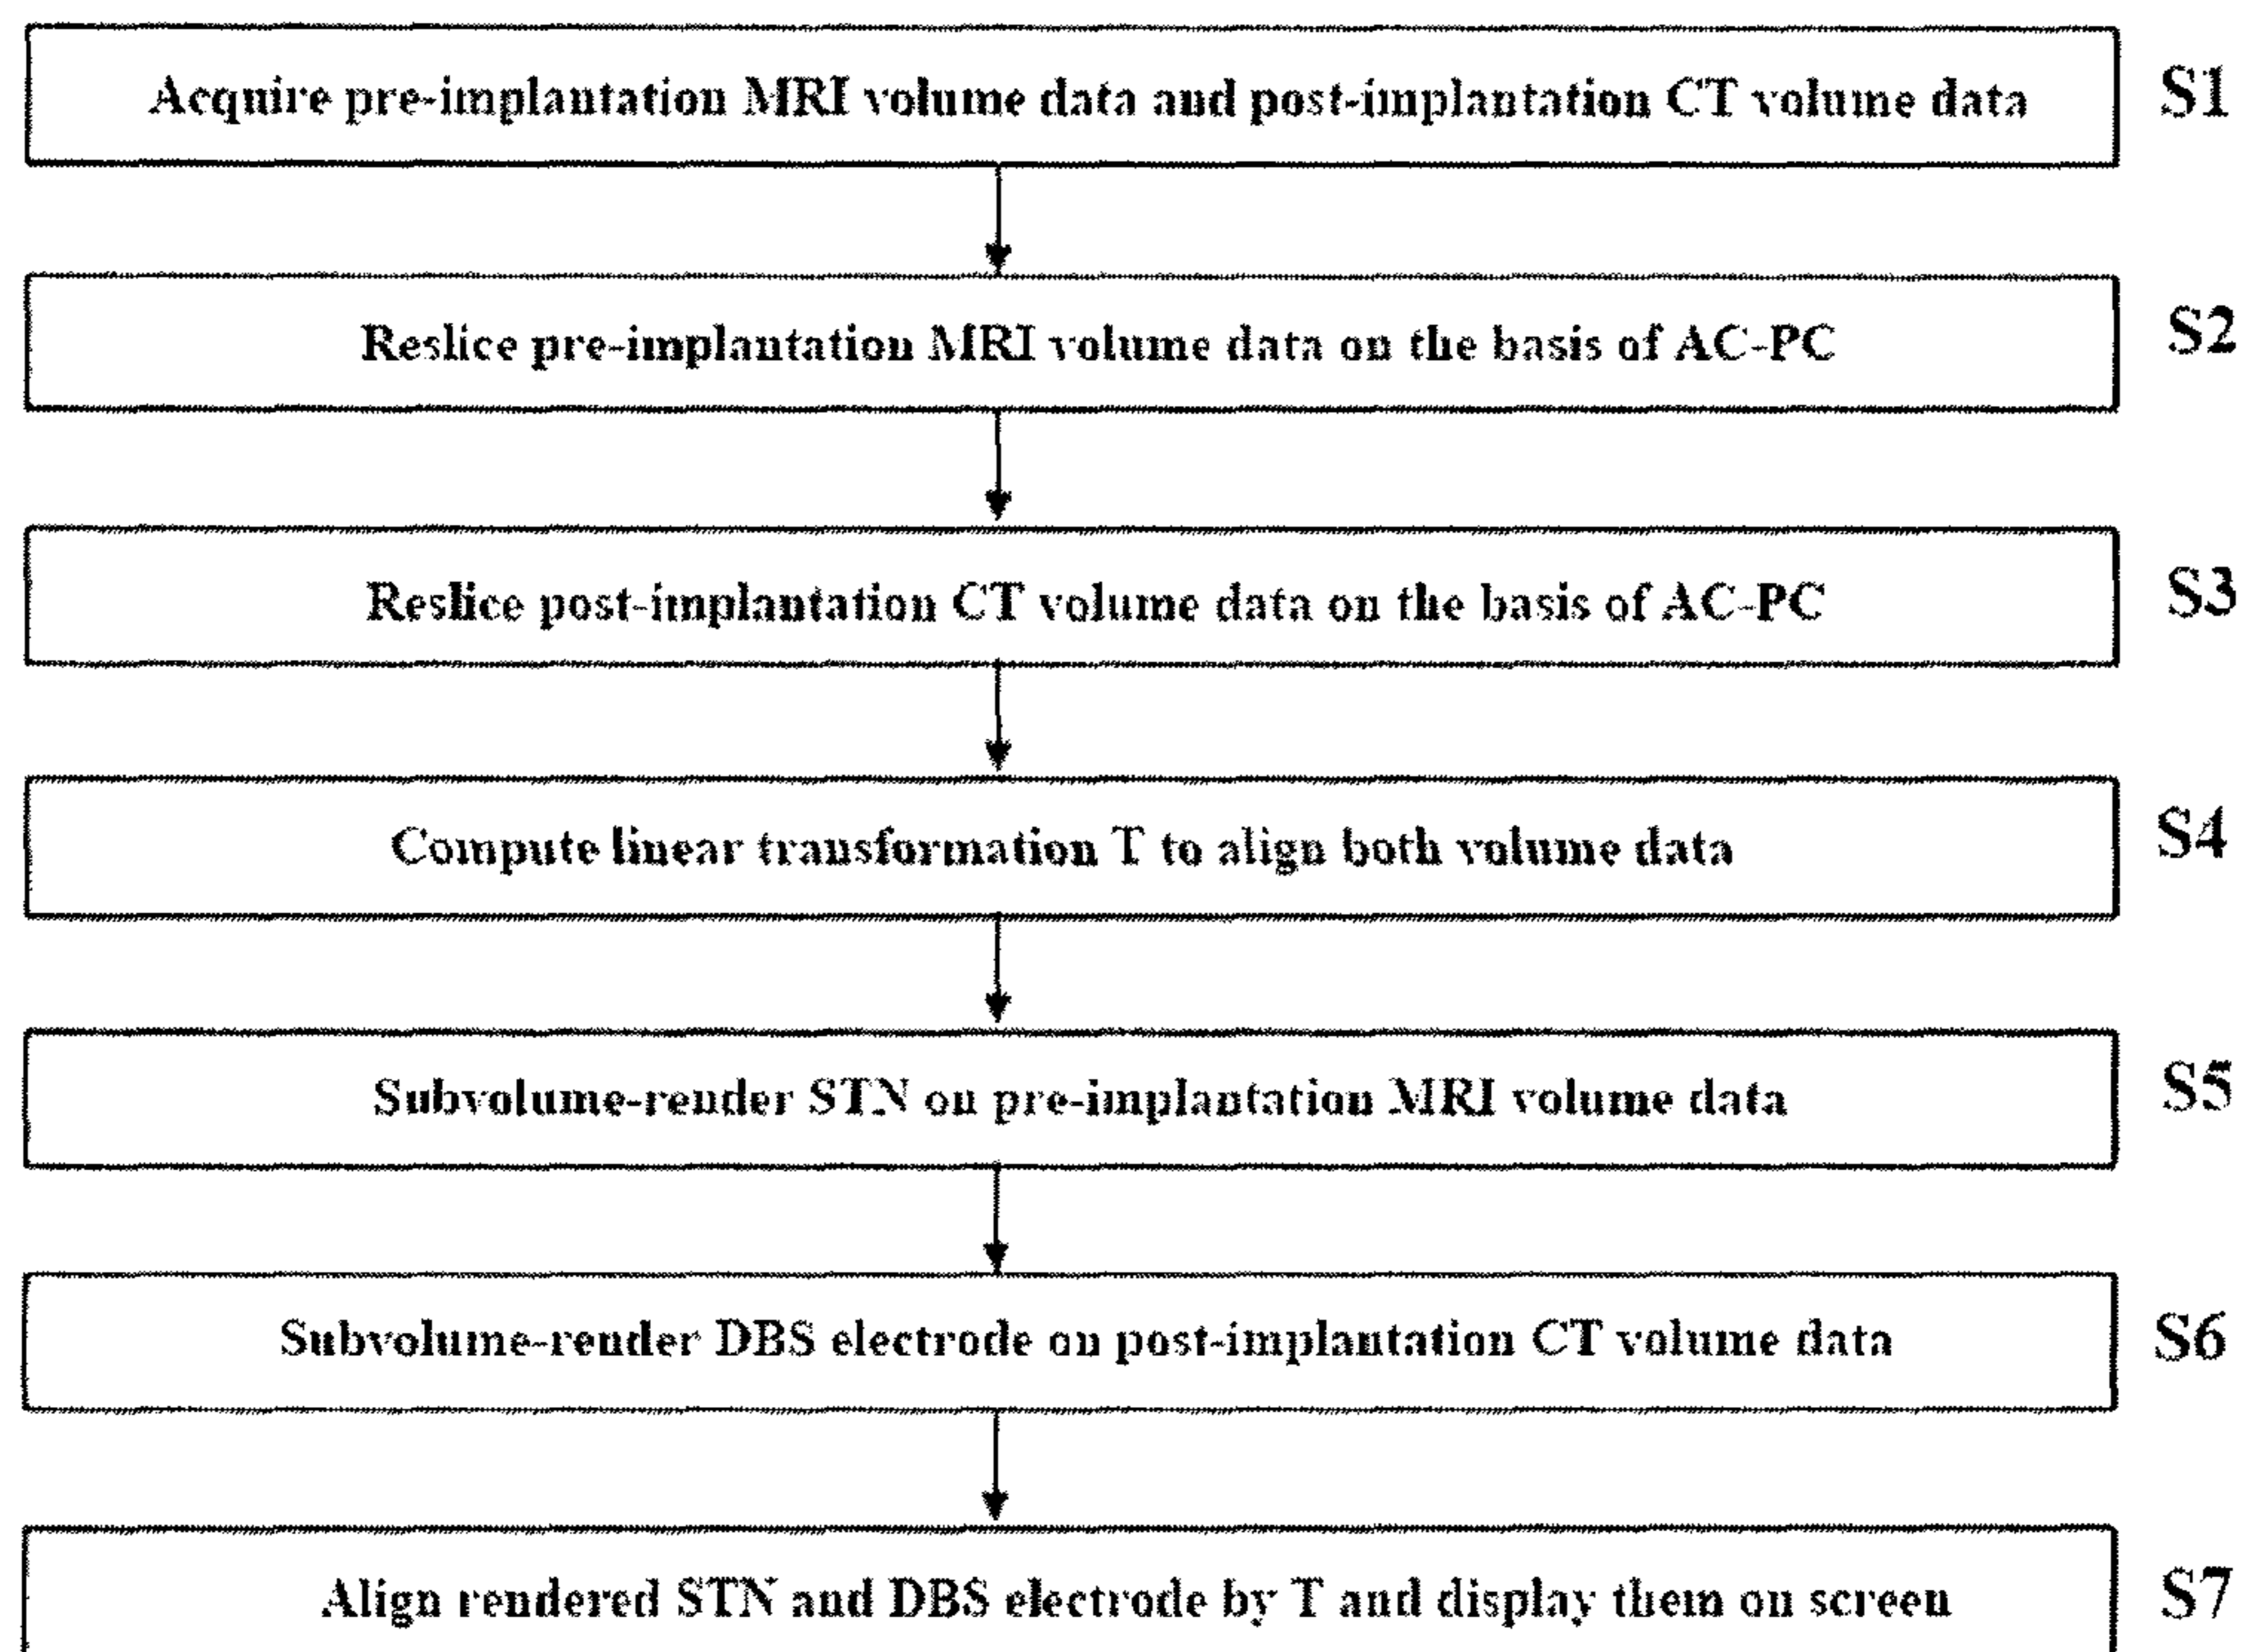 Acquire pre-implantation MRI volume data and post-implantation CT volume data S1
Reslice pre-implantation MRI volume data on the basis of AC-PC S2
Reslice post-implantation CT volume data on the basis of AC-PC S3
Compute linear transformation T to align both volume data S4
Subvolume-render STN on pre-implantation MRI volume data S5
Subvolume-render DBS electrode on post-implantation CT volume data S6
Align rendered STN and DBS electrode by T and display them on screen S7